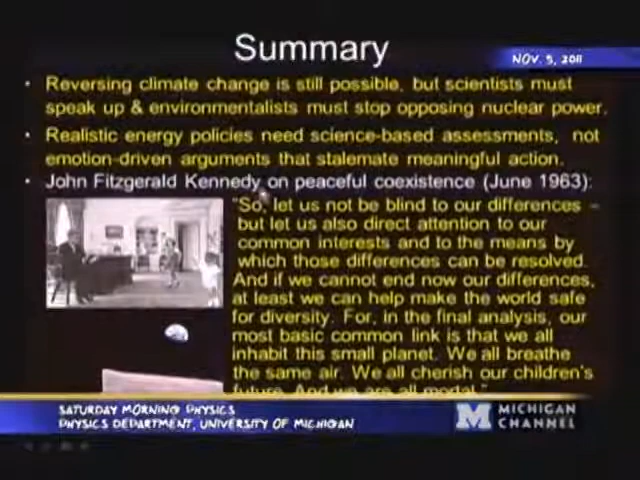 Summary
NOV. 5, 2011
• Reversing climate change is still possible, but scientists must
speak up & environmentalists must stop opposing nuclear power.
• Realistic energy policies need science-based assessments, not
emotion-driven arguments that stalemate meaningful action.
• John Fitzgerald Kennedy on peaceful coexistence (June 1963):
"So, let us not be blind to our differences –
but let us also direct attention to our
common interests and to the means by
which those differences can be resolved.
And if we cannot end now our differences,
at least we can help make the world safe
for diversity. For, in the final analysis, our
most basic common link is that we all
inhabit this small planet. We all breathe
the same air. We all cherish our children's
future. And we are all mortal."
SATURDAY MORNING PHYSICS
PHYSICS DEPARTMENT, UNIVERSITY OF MICHIGAN
M MICHIGAN
CHANNEL